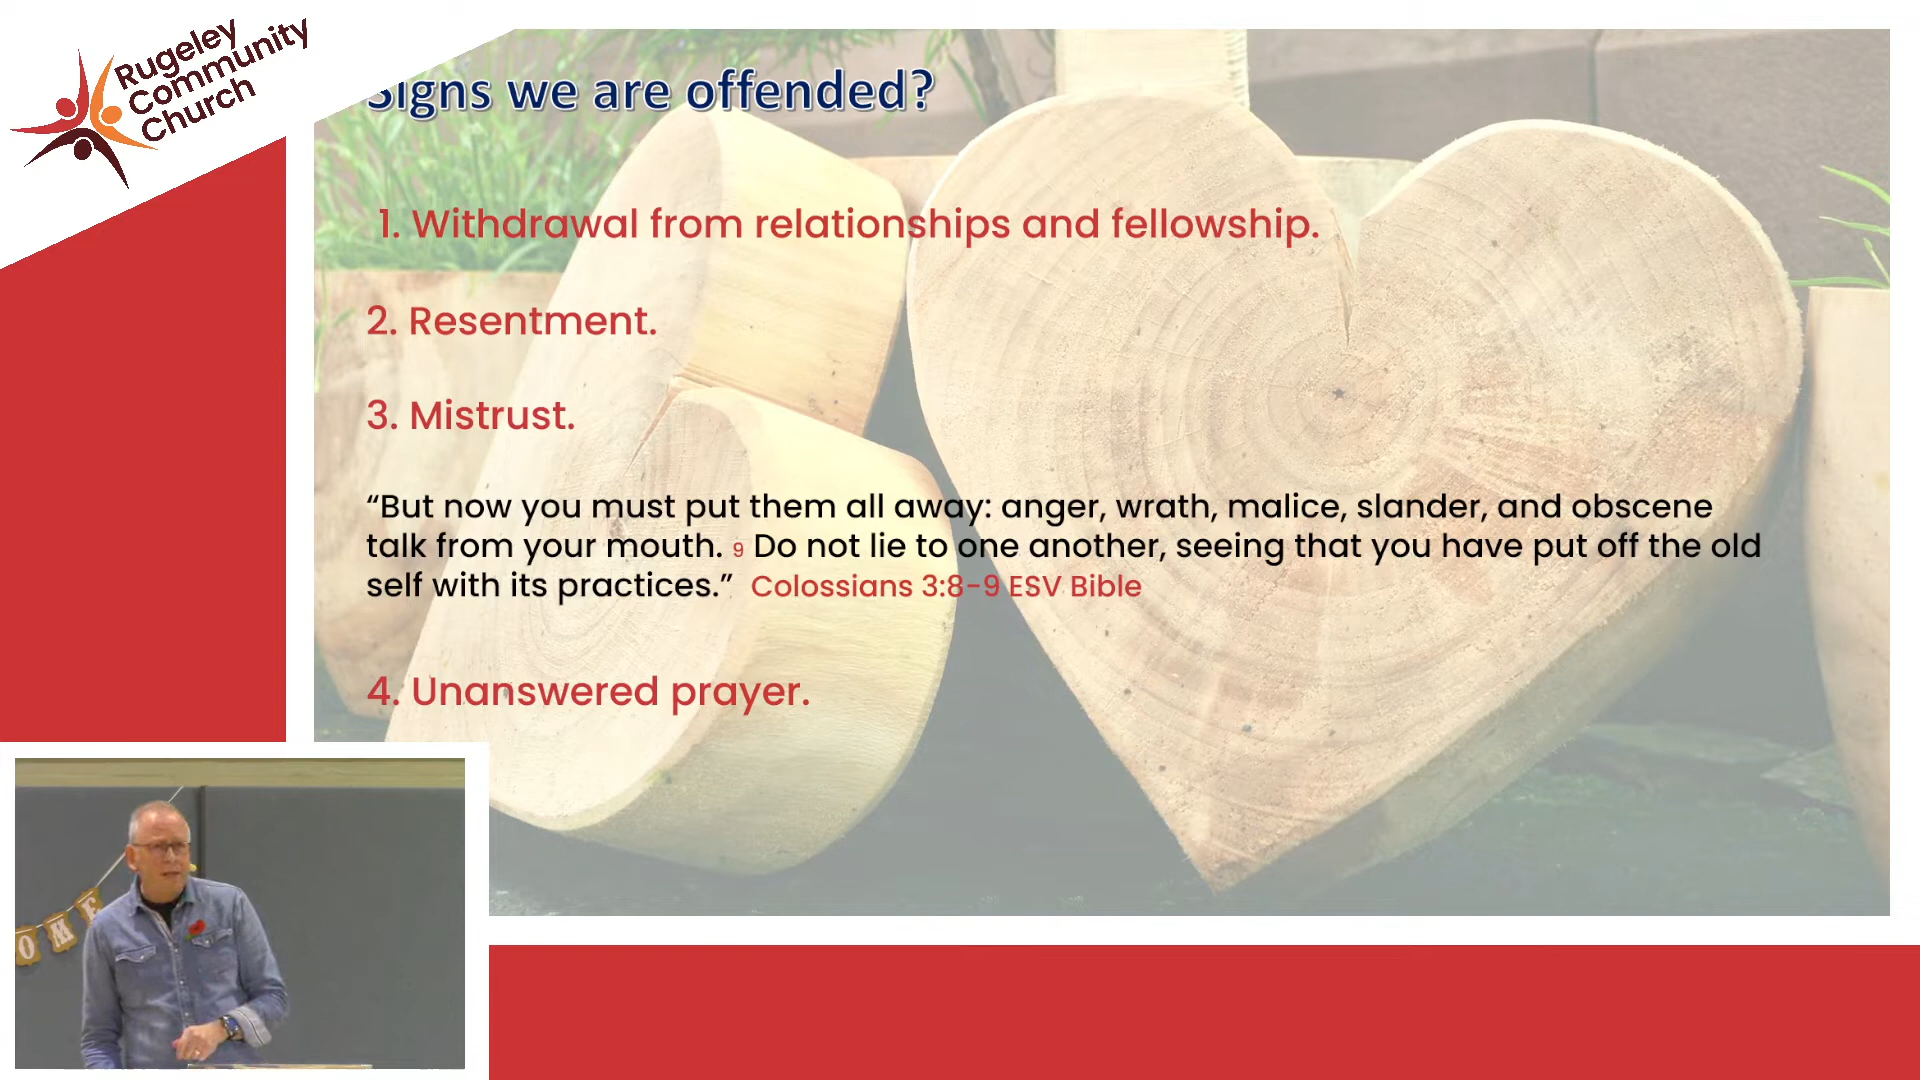 Rugeley
Community
Church
Signs we are offended?
1. Withdrawal from relationships and fellowship.
2. Resentment.
3. Mistrust.
“But now you must put them all away: anger, wrath, malice, slander, and obscene
talk from your mouth. 9 Do not lie to one another, seeing that you have put off the old
self with its practices.” Colossians 3:8-9 ESV Bible
4. Unanswered prayer.
OME